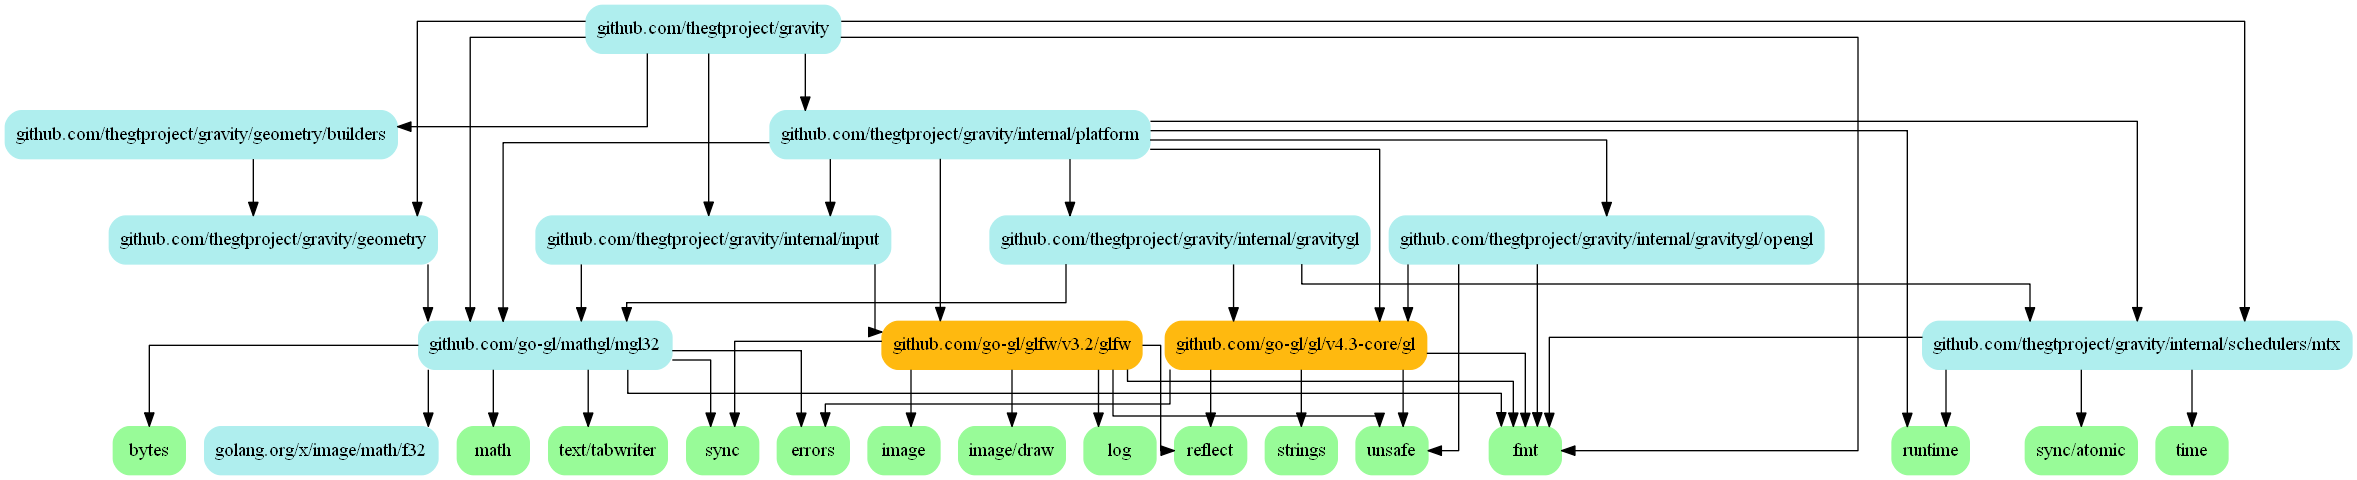 github.com/thegtproject/gravity
github.com/thegtproject/gravity/geometry/builders
github.com/thegtproject/gravity/internal/platform
github.com/thegtproject/gravity/geometry
github.com/thegtproject/gravity/internal/input
github.com/thegtproject/gravity/internal/gravitygl
github.com/thegtproject/gravity/internal/gravitygl/opengl
github.com/go-gl/mathgl/mgl32
github.com/go-gl/glfw/v3.2/glfw
github.com/go-gl/gl/v4.3-core/gl
github.com/thegtproject/gravity/internal/schedulers/mtx
bytes
golang.org/x/image/math/f32
math
text/tabwriter
sync
errors
image
image/draw
log
reflect
strings
unsafe
fmt
runtime
sync/atomic
time